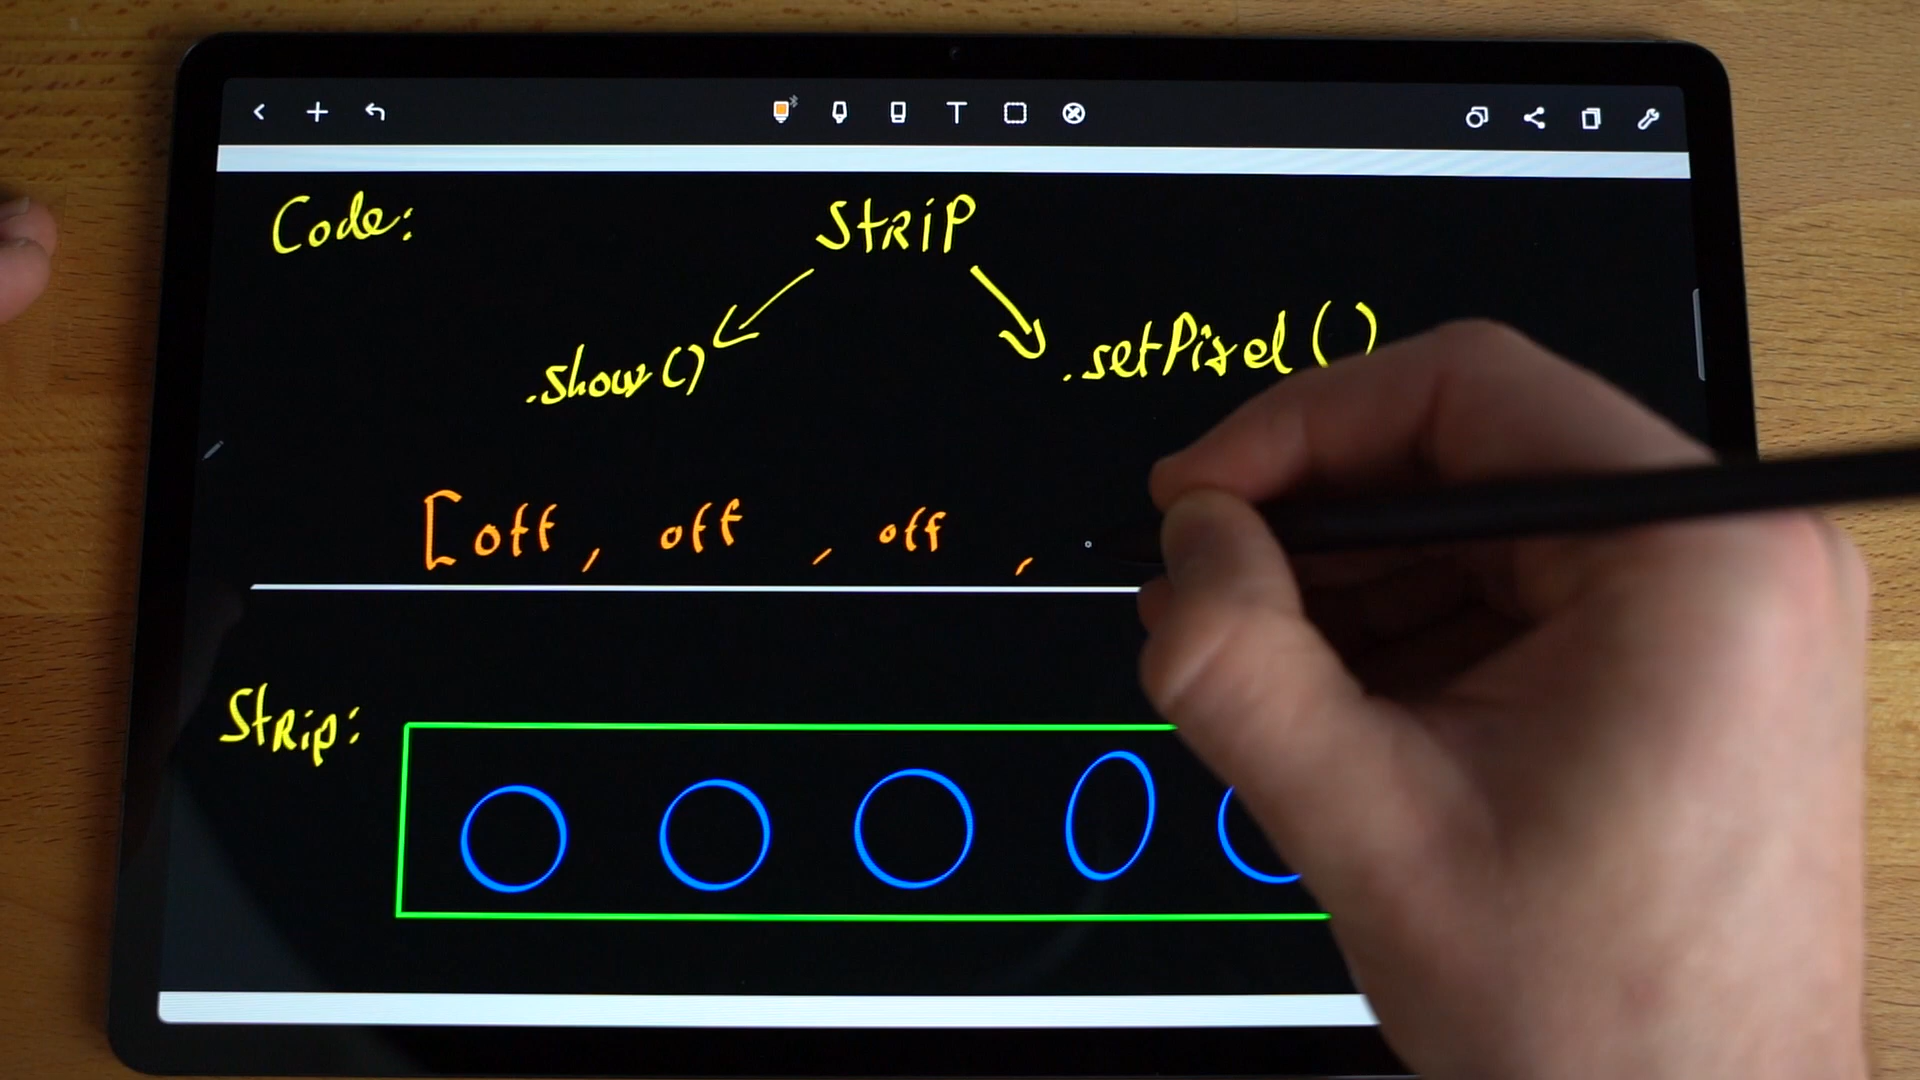 T
Code:
Strip
.show()
.setPixel()
[off, off, off,
Strip: